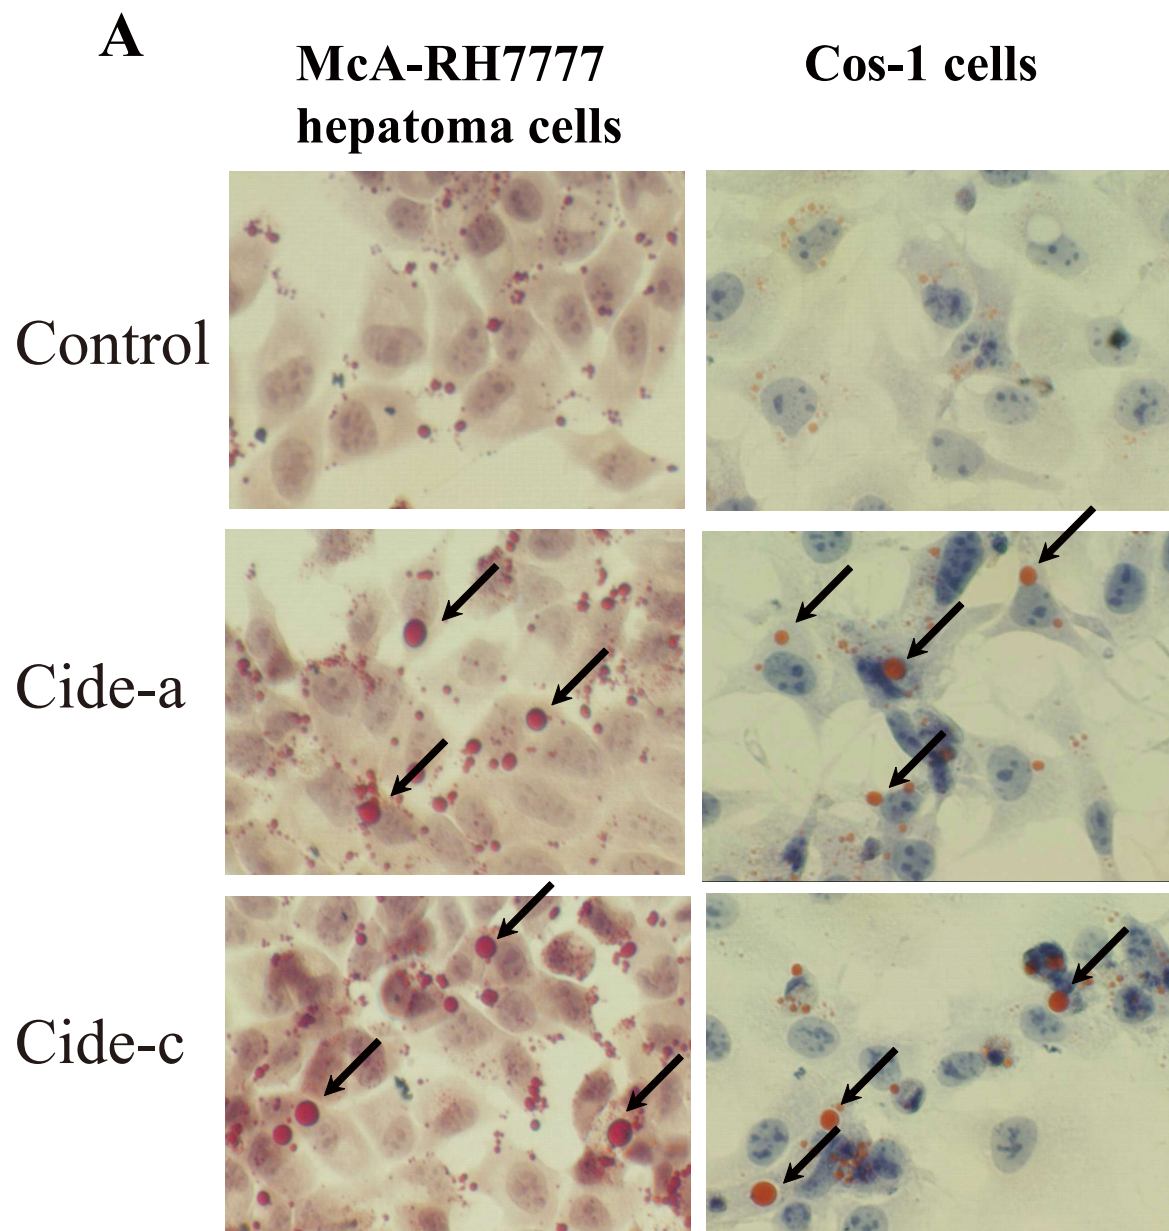 A
McA-RH7777
hepatoma cells
Cos-1 cells
Control
Cide-a
Cide-c